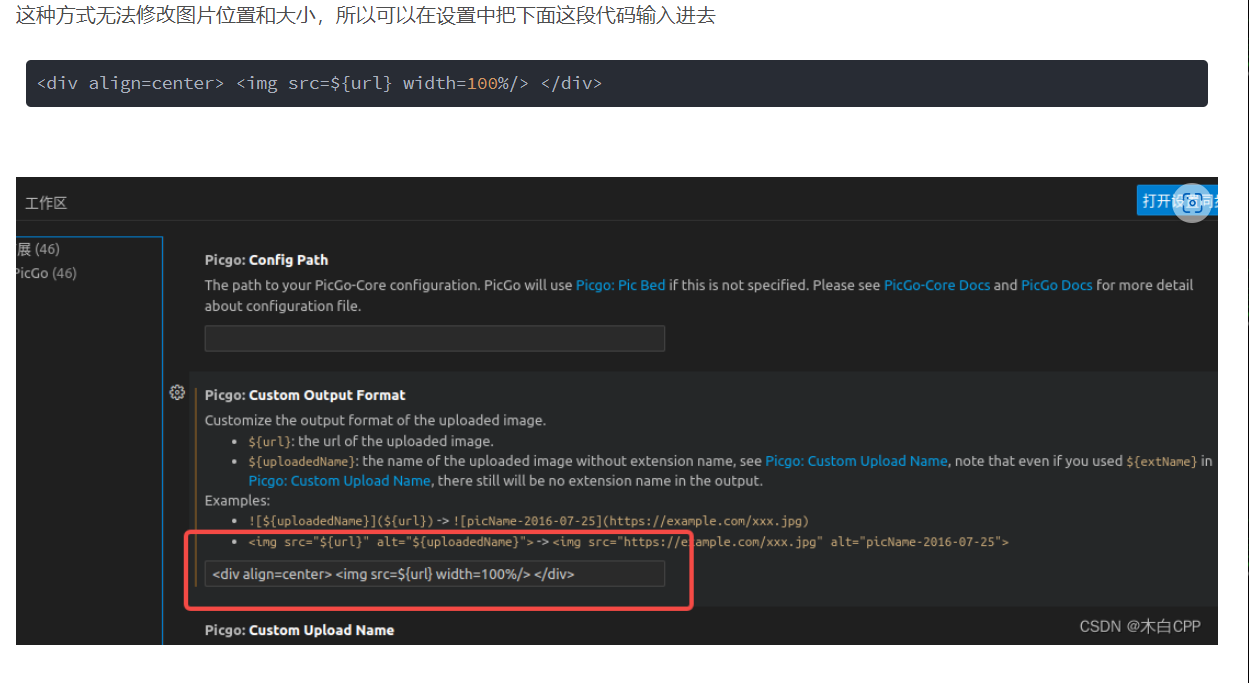 这种方式无法修改图片位置和大小，所以可以在设置中把下面这段代码输入进去
<div align=center> <img src=${url} width=100%/> </div>
工作区
打开设
同步
展 (46)
PicGo (46)
Picgo: Config Path
The path to your PicGo-Core configuration. PicGo will use Picgo: Pic Bed if this is not specified. Please see PicGo-Core Docs and PicGo Docs for more detail
about configuration file.
Picgo: Custom Output Format
Customize the output format of the uploaded image.
• ${url}: the url of the uploaded image.
• ${uploadedName}: the name of the uploaded image without extension name, see Picgo: Custom Upload Name, note that even if you used ${extName} in
Picgo: Custom Upload Name, there still will be no extension name in the output.
Examples:
• ![${uploadedName}](${url}) -> ![picName-2016-07-25](https://example.com/xxx.jpg)
• <img src="${url}" alt="${uploadedName}"> -> <img src="https://example.com/xxx.jpg" alt="picName-2016-07-25">
<div align=center> <img src=${url} width=100%/> </div>
Picgo: Custom Upload Name
CSDN @木白CPP